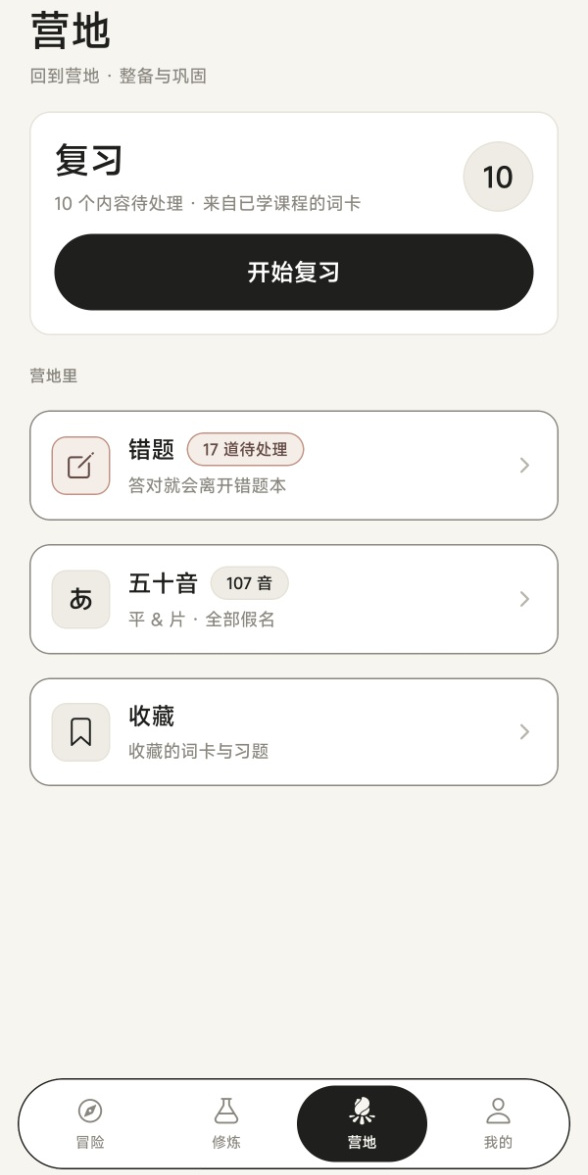 营地
回到营地 · 整备与巩固
复习
10
10 个内容待处理 · 来自已学课程的词卡
开始复习
营地里
错题
17 道待处理
答对就会离开错题本
あ
五十音
107 音
平 & 片 · 全部假名
收藏
收藏的词卡与习题
冒险
修炼
营地
我的